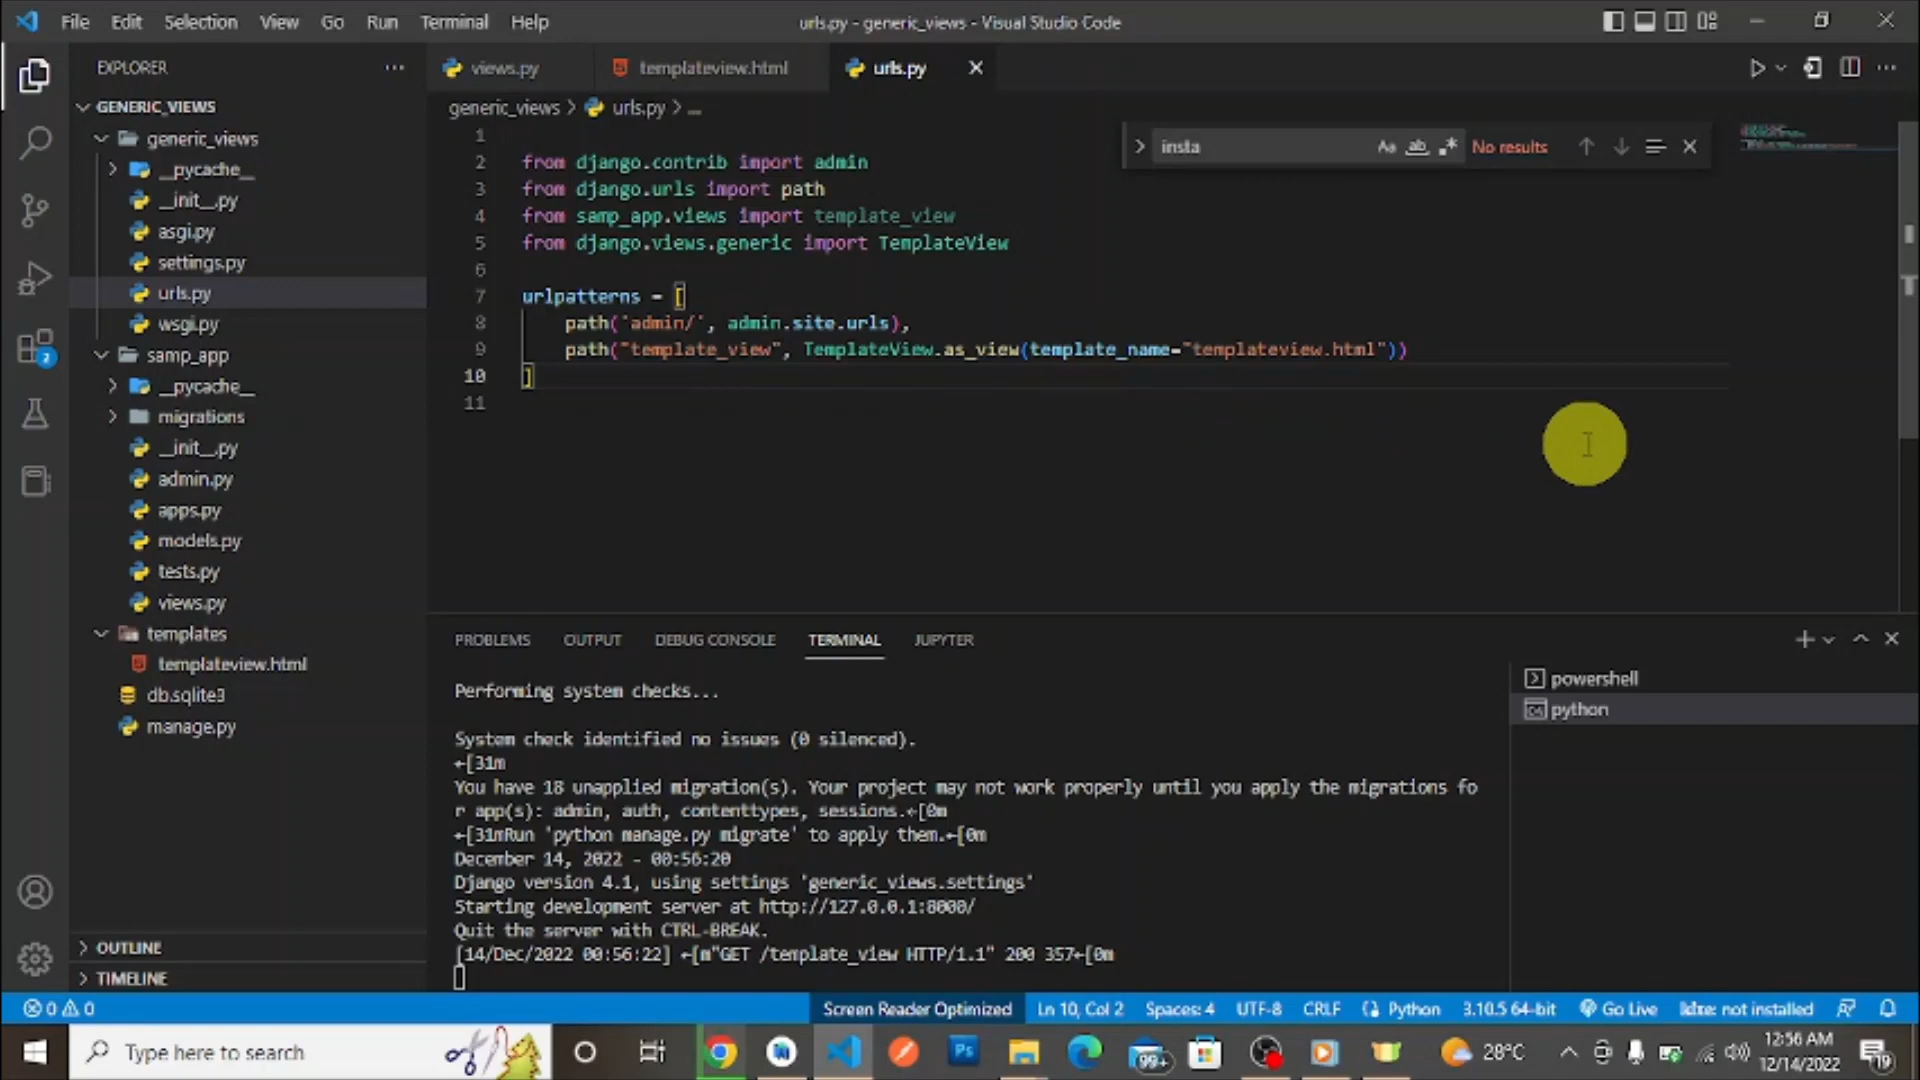 File Edit Selection View Go Run Terminal Help
urls.py - generic_views - Visual Studio Code
EXPLORER
GENERIC_VIEWS
generic_views
__pycache__
__init__.py
asgi.py
settings.py
urls.py
wsgi.py
samp_app
__pycache__
migrations
__init__.py
admin.py
apps.py
models.py
tests.py
views.py
templates
templateview.html
db.sqlite3
manage.py
OUTLINE
TIMELINE
views.py templateview.html urls.py
generic_views > urls.py > ...
insta Aa ab .* No results
1
2 from django.contrib import admin
3 from django.urls import path
4 from samp_app.views import template_view
5 from django.views.generic import TemplateView
6
7 urlpatterns = [
8 path('admin/', admin.site.urls),
9 path("template_view", TemplateView.as_view(template_name="templateview.html"))
10 ]
11
PROBLEMS OUTPUT DEBUG CONSOLE TERMINAL JUPYTER
powershell
python
Performing system checks...
System check identified no issues (0 silenced).
←[31m
You have 18 unapplied migration(s). Your project may not work properly until you apply the migrations fo
r app(s): admin, auth, contenttypes, sessions.←[0m
←[31mRun 'python manage.py migrate' to apply them.←[0m
December 14, 2022 - 00:56:20
Django version 4.1, using settings 'generic_views.settings'
Starting development server at http://127.0.0.1:8000/
Quit the server with CTRL-BREAK.
[14/Dec/2022 00:56:22] ←[m"GET /template_view HTTP/1.1" 200 357←[0m
2
0 0 Screen Reader Optimized Ln 10, Col 2 Spaces: 4 UTF-8 CRLF Python 3.10.5 64-bit Go Live not installed
Type here to search
Ps
99+
28°C
12:56 AM
12/14/2022
19